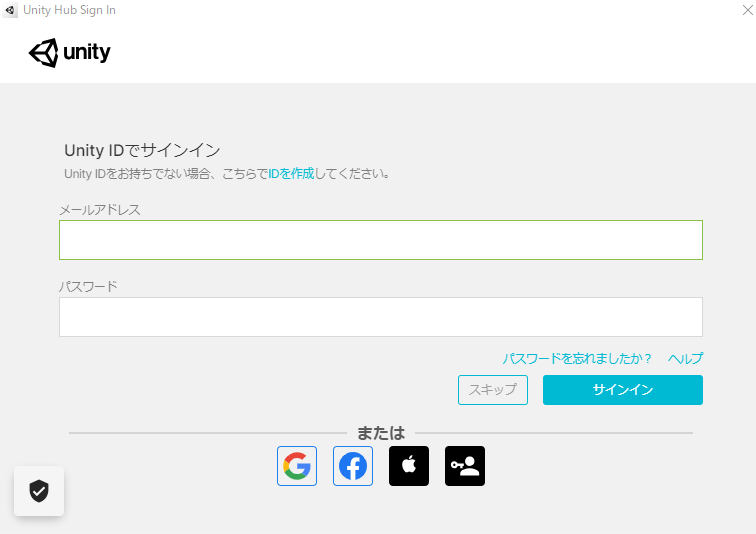 Unity Hub Sign In
unity
Unity IDでサインイン
Unity IDをお持ちでない場合、こちらでIDを作成してください。
メールアドレス
パスワード
パスワードを忘れましたか？ ヘルプ
スキップ サインイン
または